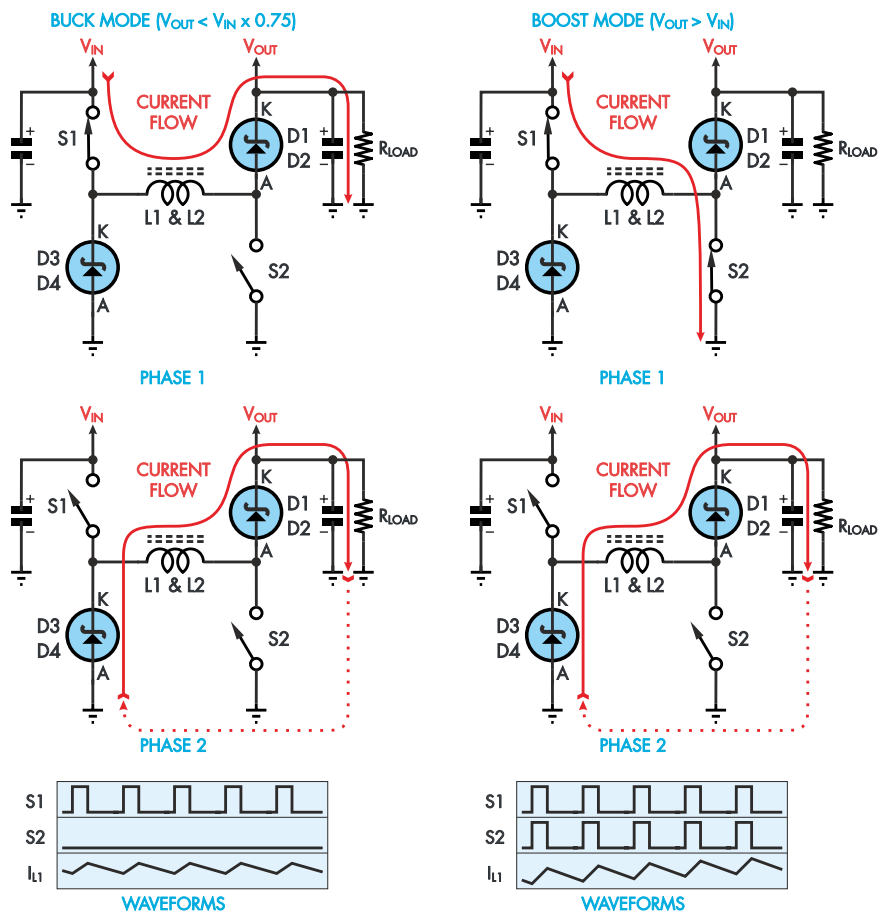 BUCK MODE (VOUT < VIN x 0.75)
VIN
VOUT
CURRENT
FLOW
S1
K
D1
D2
A
+
−
+
−
RLOAD
L1 & L2
K
D3
D4
A
S2
PHASE 1
BOOST MODE (VOUT > VIN)
VIN
VOUT
CURRENT
FLOW
S1
K
D1
D2
A
+
−
+
−
RLOAD
L1 & L2
K
D3
D4
A
S2
PHASE 1
VIN
VOUT
CURRENT
FLOW
S1
K
D1
D2
A
+
−
+
−
RLOAD
L1 & L2
K
D3
D4
A
S2
PHASE 2
VIN
VOUT
CURRENT
FLOW
S1
K
D1
D2
A
+
−
+
−
RLOAD
L1 & L2
K
D3
D4
A
S2
PHASE 2
S1
S2
IL1
WAVEFORMS
S1
S2
IL1
WAVEFORMS